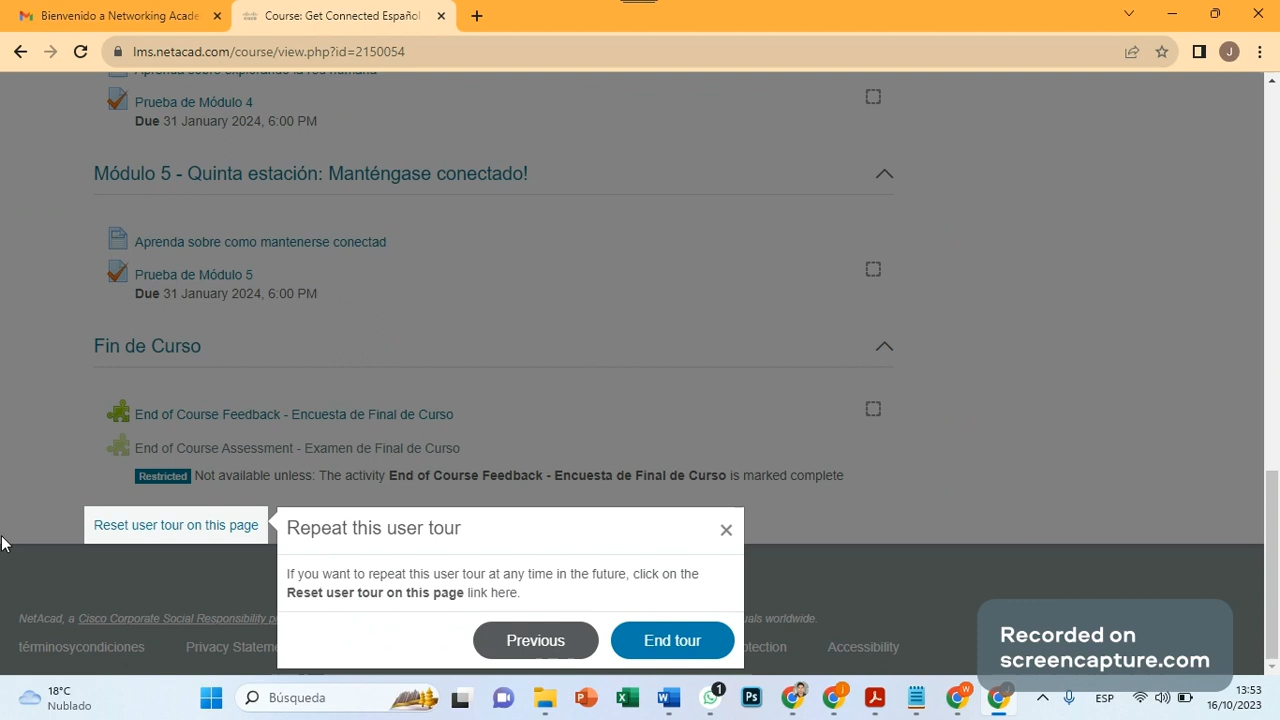 Bienvenido a Networking Acade
Course: Get Connected Español
lms.netacad.com/course/view.php?id=2150054
J
Aprenda sobre explorando la red humana
Prueba de Módulo 4
Due 31 January 2024, 6:00 PM
Módulo 5 - Quinta estación: Manténgase conectado!
Aprenda sobre como mantenerse conectad
Prueba de Módulo 5
Due 31 January 2024, 6:00 PM
Fin de Curso
End of Course Feedback - Encuesta de Final de Curso
End of Course Assessment - Examen de Final de Curso
Restricted Not available unless: The activity End of Course Feedback - Encuesta de Final de Curso is marked complete
Reset user tour on this page
Repeat this user tour
If you want to repeat this user tour at any time in the future, click on the
Reset user tour on this page link here.
Previous
End tour
NetAcad, a Cisco Corporate Social Responsibility p
uals worldwide.
términosycondiciones
Privacy Stateme
otection
Accessibility
Recorded on
screencapture.com
18°C
Nublado
Búsqueda
1
ESP
13:53
16/10/2023